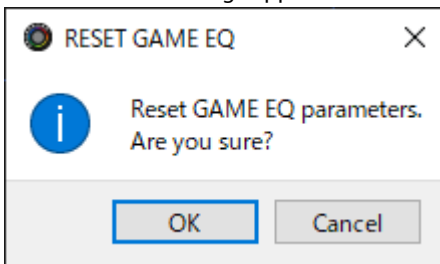 RESET GAME EQ
Reset GAME EQ parameters.
Are you sure?
OK
Cancel